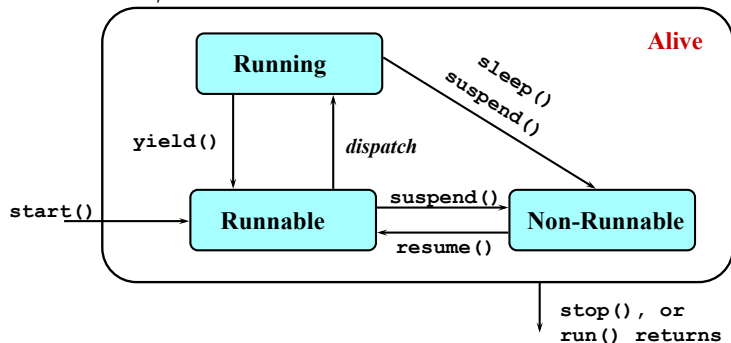 Alive
Running
sleep()
suspend()
yield()
dispatch
start()
Runnable
suspend()
Non-Runnable
resume()
stop(), or
run() returns